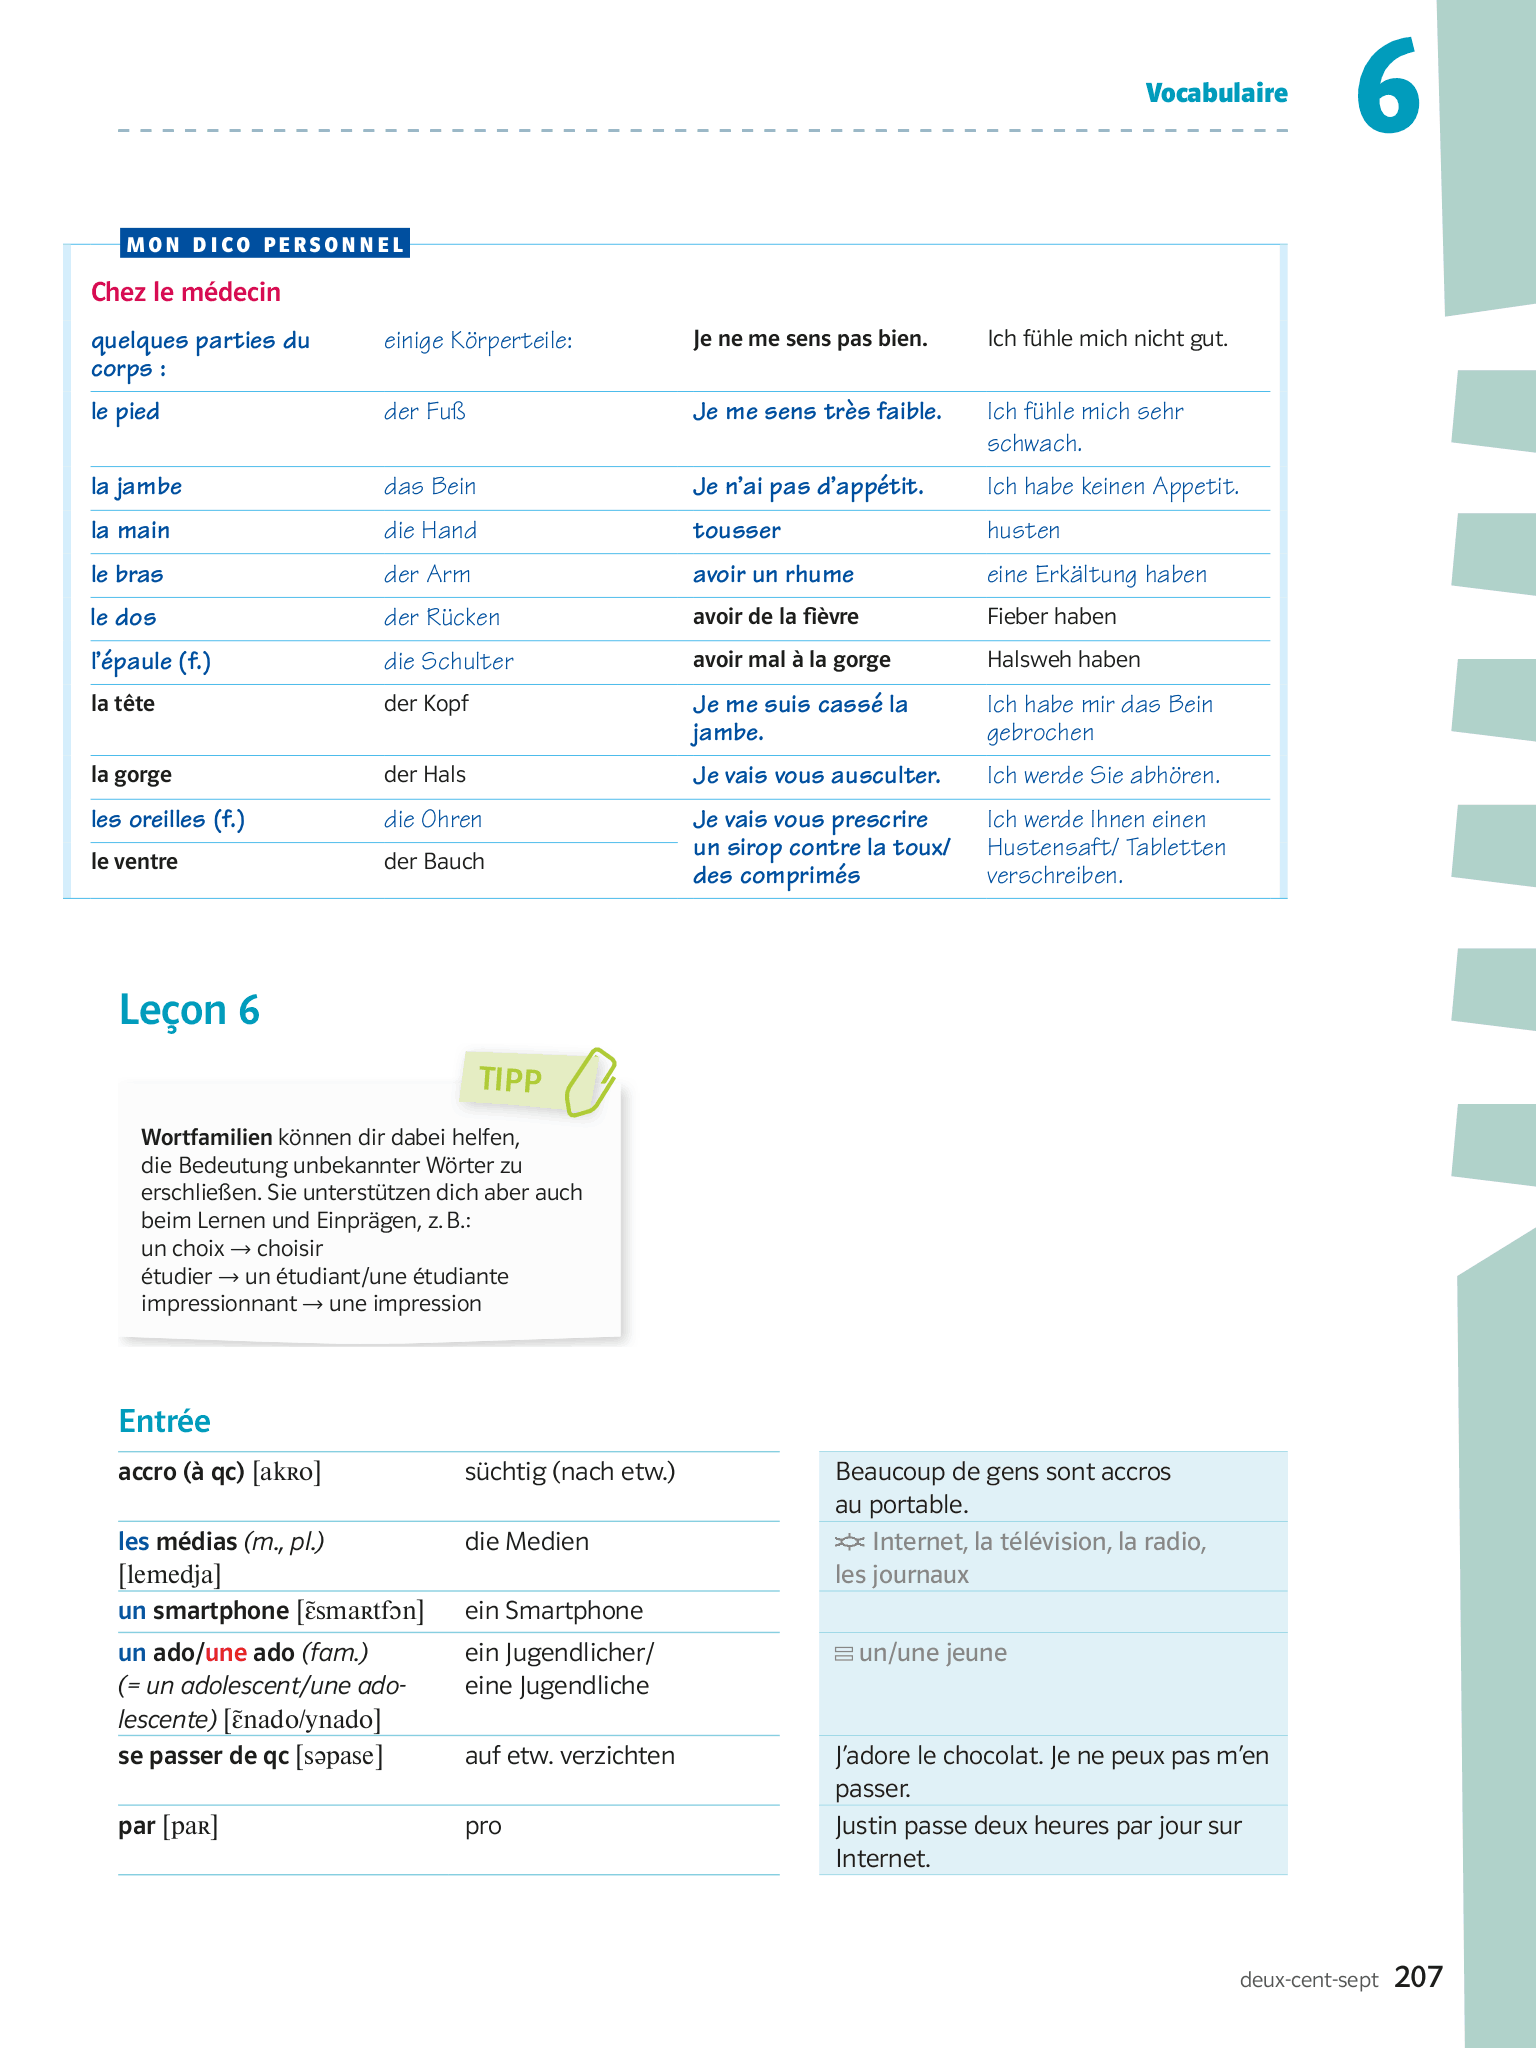 Vocabulaire 6
MON DICO PERSONNEL
Chez le médecin
quelques parties du
corps :
einige Körperteile:
le pied der Fuß
la jambe das Bein
la main die Hand
le bras der Arm
le dos der Rücken
l'épaule (f.) die Schulter
la tête der Kopf
la gorge der Hals
les oreilles (f.) die Ohren
le ventre der Bauch
Je ne me sens pas bien. Ich fühle mich nicht gut.
Je me sens très faible. Ich fühle mich sehr
schwach.
Je n'ai pas d'appétit. Ich habe keinen Appetit.
tousser husten
avoir un rhume eine Erkältung haben
avoir de la fièvre Fieber haben
avoir mal à la gorge Halsweh haben
Je me suis cassé la
jambe.
Ich habe mir das Bein
gebrochen
Je vais vous ausculter. Ich werde Sie abhören.
Je vais vous prescrire
un sirop contre la toux/
des comprimés
Ich werde Ihnen einen
Hustensaft/ Tabletten
verschreiben.
Leçon 6
TIPP
Wortfamilien können dir dabei helfen,
die Bedeutung unbekannter Wörter zu
erschließen. Sie unterstützen dich aber auch
beim Lernen und Einprägen, z. B.:
un choix → choisir
étudier → un étudiant/une étudiante
impressionnant → une impression
Entrée
accro (à qc) [akʀo] süchtig (nach etw.)
Beaucoup de gens sont accros
au portable.
les médias (m., pl.)
[lemedja]
die Medien
Internet, la télévision, la radio,
les journaux
un smartphone [ɛ̃smaʀtfɔn] ein Smartphone
un ado/une ado (fam.)
(= un adolescent/une ado-
lescente) [ɛ̃nado/ynado]
ein Jugendlicher/
eine Jugendliche
= un/une jeune
se passer de qc [səpase] auf etw. verzichten
J'adore le chocolat. Je ne peux pas m'en
passer.
par [paʀ] pro
Justin passe deux heures par jour sur
Internet.
deux-cent-sept 207